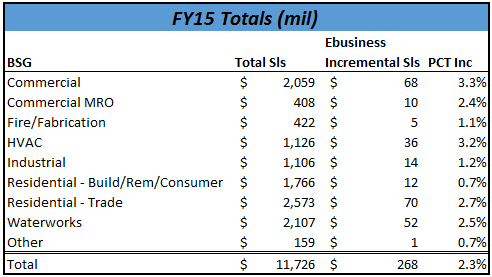 FY15 Totals (mil)
Ebusiness
BSG Total Sls Incremental Sls PCT Inc
Commercial $ 2,059 $ 68 3.3%
Commercial MRO $ 408 $ 10 2.4%
Fire/Fabrication $ 422 $ 5 1.1%
HVAC $ 1,126 $ 36 3.2%
Industrial $ 1,106 $ 14 1.2%
Residential - Build/Rem/Consumer $ 1,766 $ 12 0.7%
Residential - Trade $ 2,573 $ 70 2.7%
Waterworks $ 2,107 $ 52 2.5%
Other $ 159 $ 1 0.7%
Total $ 11,726 $ 268 2.3%